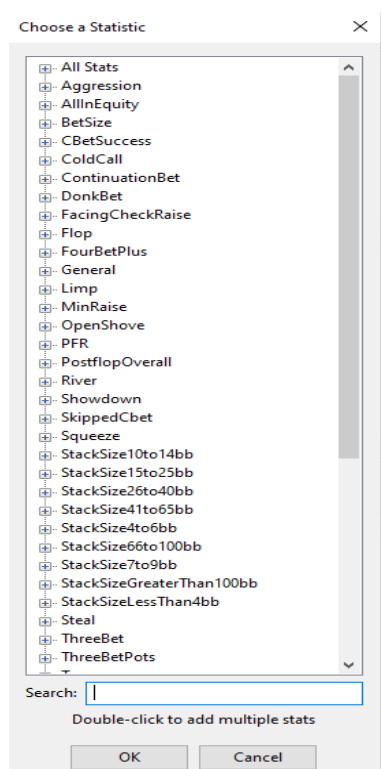 Choose a Statistic
All Stats
Aggression
AllInEquity
BetSize
CBetSuccess
ColdCall
ContinuationBet
DonkBet
FacingCheckRaise
Flop
FourBetPlus
General
Limp
MinRaise
OpenShove
PFR
PostflopOverall
River
Showdown
SkippedCbet
Squeeze
StackSize10to14bb
StackSize15to25bb
StackSize26to40bb
StackSize41to65bb
StackSize4to6bb
StackSize66to100bb
StackSize7to9bb
StackSizeGreaterThan100bb
StackSizeLessThan4bb
Steal
ThreeBet
ThreeBetPots
Search:
Double-click to add multiple stats
OK Cancel